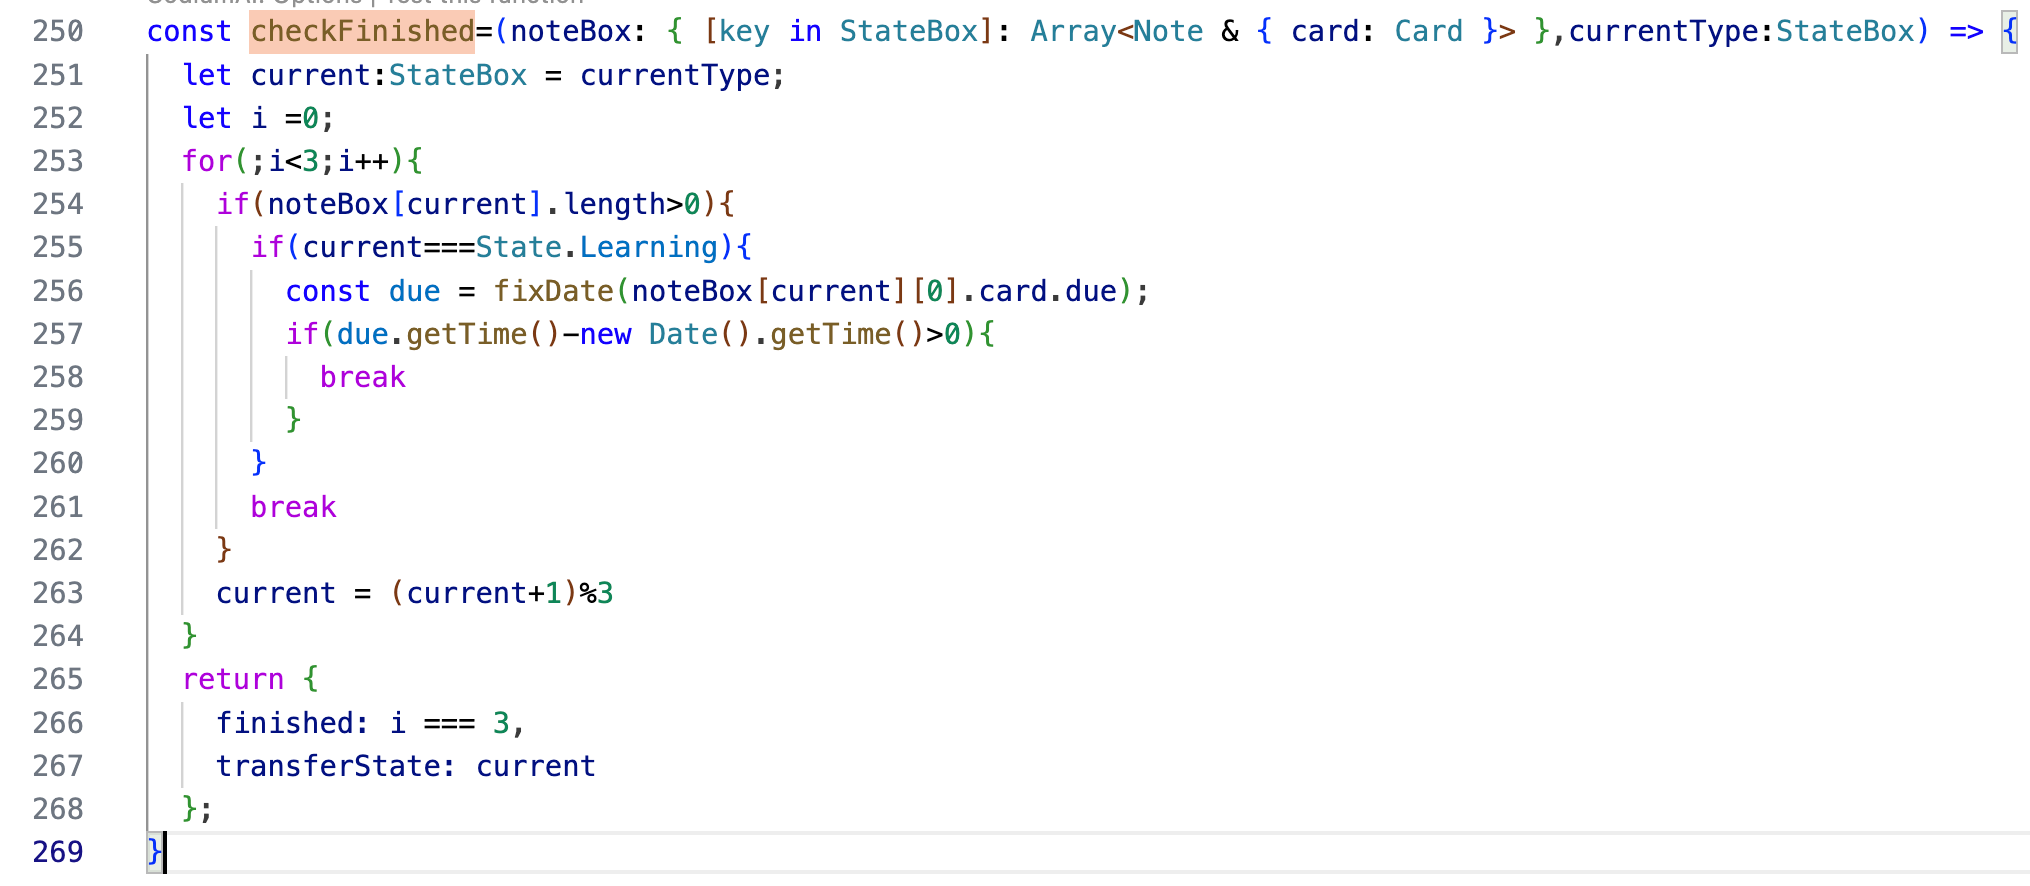 250 const checkFinished=(noteBox: { [key in StateBox]: Array<Note & { card: Card }> },currentType:StateBox) => {
251 let current:StateBox = currentType;
252 let i =0;
253 for(;i<3;i++){
254 if(noteBox[current].length>0){
255 if(current===State.Learning){
256 const due = fixDate(noteBox[current][0].card.due);
257 if(due.getTime()-new Date().getTime()>0){
258 break
259 }
260 }
261 break
262 }
263 current = (current+1)%3
264 }
265 return {
266 finished: i === 3,
267 transferState: current
268 };
269 }